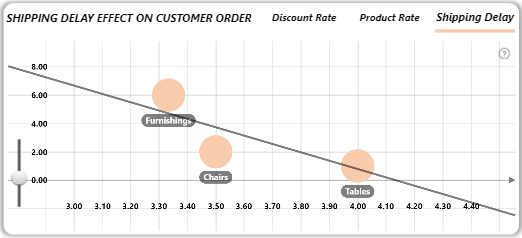 SHIPPING DELAY EFFECT ON CUSTOMER ORDER
Discount Rate
Product Rate
Shipping Delay
?
8.00
6.00
4.00
2.00
0.00
Furnishings
Chairs
Tables
3.00 3.10 3.20 3.30 3.40 3.50 3.60 3.70 3.80 3.90 4.00 4.10 4.20 4.30 4.40